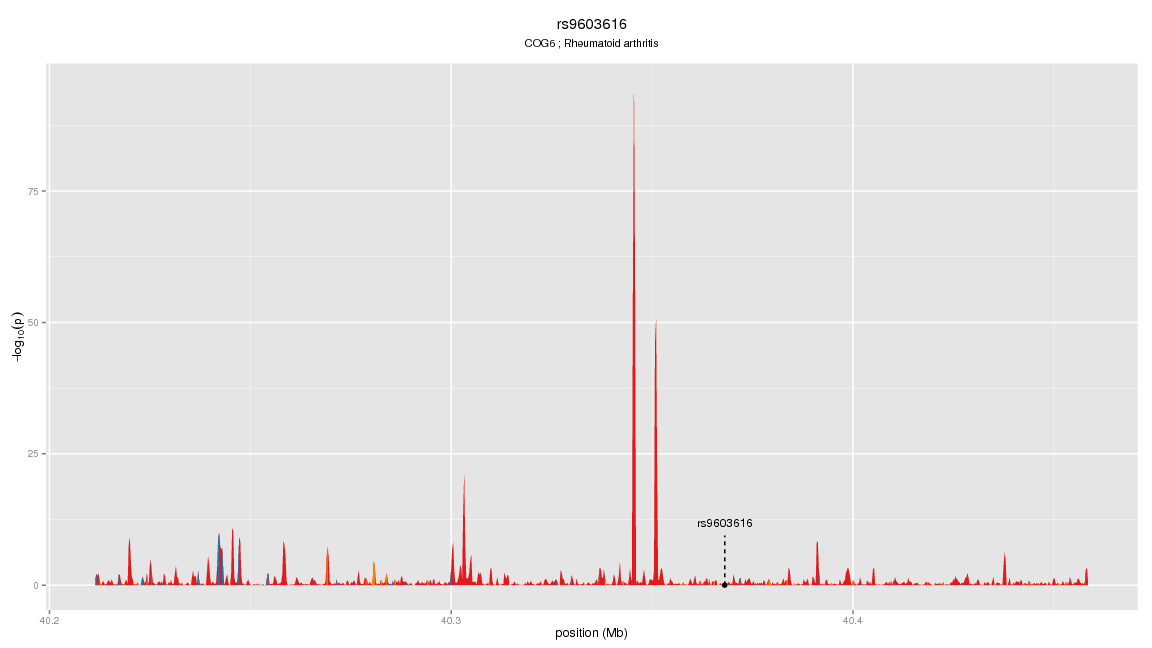 rs9603616
COG6 ; Rheumatoid arthritis
75
50
25
0
-log10(p)
rs9603616
40.2
40.3
40.4
position (Mb)